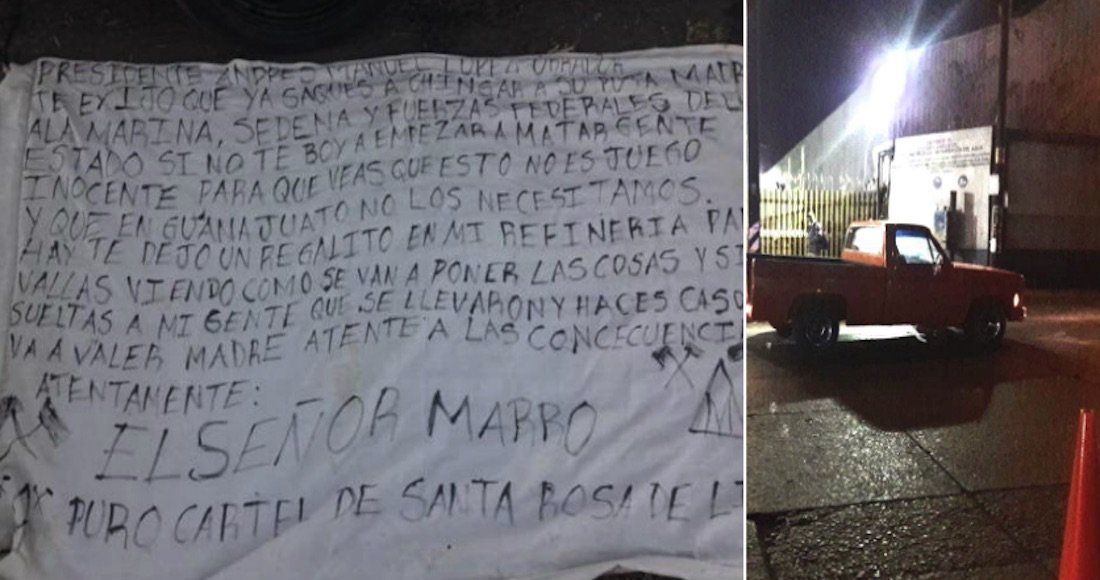 PRESIDENTE ANDRES MANUEL LOPEZ OBRADOR
TE EXIJO QUE YA SAQUES A CHINGAR A SU PUTA MADR
ALA MARINA, SEDENA Y FUERZAS FEDERALES DEL
ESTADO SI NO TE BOY A EMPEZAR A MATAR GENTE
INOCENTE PARA QUE VEAS QUE ESTO NO ES JUEGO
Y QUE EN GUANAJUATO NO LOS NECESITAMOS.
HAY TE DEJO UN REGALITO EN MI REFINERIA PA
VALLAS VIENDO COMO SE VAN A PONER LAS COSAS Y SI
SUELTAS A MI GENTE QUE SE LLEVARON Y HACES CASO
VA A VALER MADRE ATENTE A LAS CONCECUENCI
ATENTANENTE:
EL SEÑOR MARRO
PURO CARTEL DE SANTA ROSA DE LI